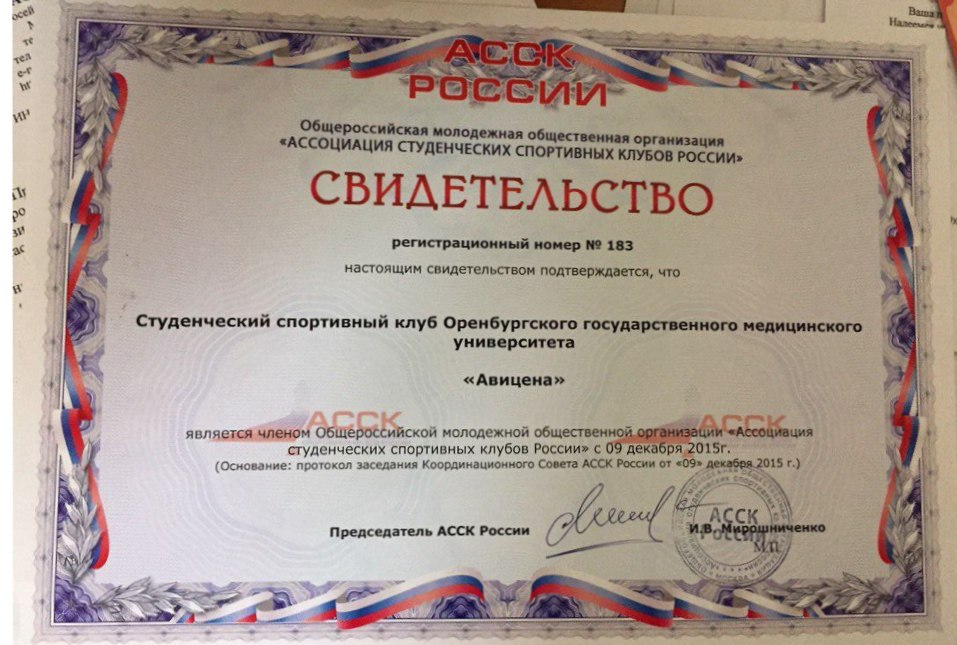 АССК
РОССИИ
Общероссийская молодежная общественная организация
«АССОЦИАЦИЯ СТУДЕНЧЕСКИХ СПОРТИВНЫХ КЛУБОВ РОССИИ»
СВИДЕТЕЛЬСТВО
регистрационный номер № 183
настоящим свидетельством подтверждается, что
Студенческий спортивный клуб Оренбургского государственного медицинского
университета
«Авицена»
АССК АССК
является членом Общероссийской молодежной общественной организации «Ассоциация
студенческих спортивных клубов России» с 09 декабря 2015г.
(Основание: протокол заседания Координационного Совета АССК России от «09» декабря 2015 г.)
Председатель АССК России И.В. Мирошниченко
АССК
РОССИИ
М.П.
Ваша